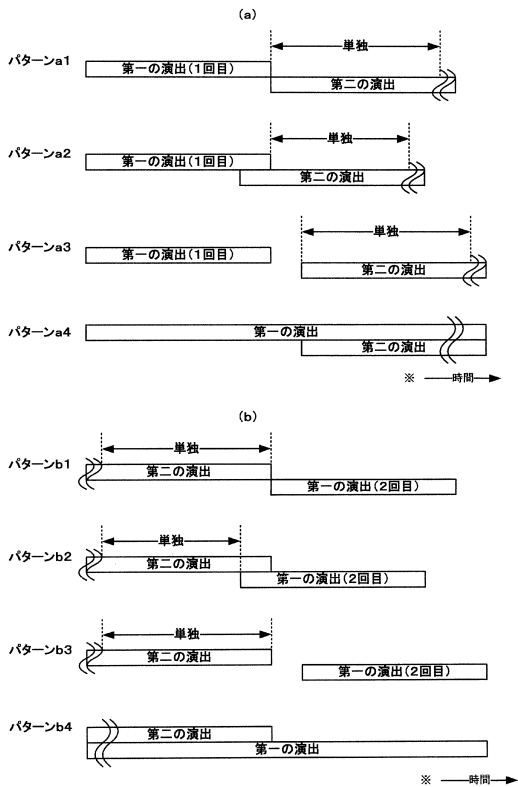 (a)
単独
パターンa1
第一の演出(1回目)
第二の演出
単独
パターンa2
第一の演出(1回目)
第二の演出
単独
パターンa3
第一の演出(1回目)
第二の演出
パターンa4
第一の演出
第二の演出
※ 時間
(b)
単独
パターンb1
第二の演出
第一の演出(2回目)
単独
パターンb2
第二の演出
第一の演出(2回目)
単独
パターンb3
第二の演出
第一の演出(2回目)
パターンb4
第二の演出
第一の演出
※ 時間